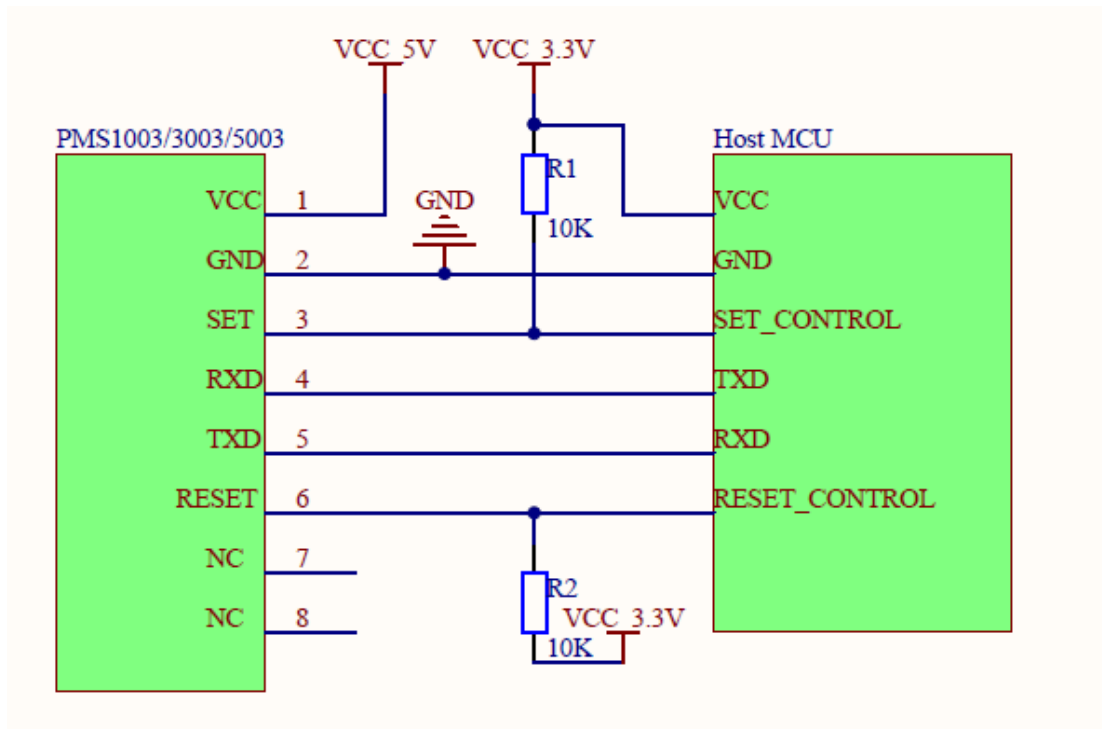 VCC_5V VCC_3.3V
PMS1003/3003/5003 Host MCU
R1
VCC 1 GND VCC
10K
GND 2 GND
SET 3 SET_CONTROL
RXD 4 TXD
TXD 5 RXD
RESET 6 RESET_CONTROL
NC 7
R2
NC 8 VCC_3.3V
10K